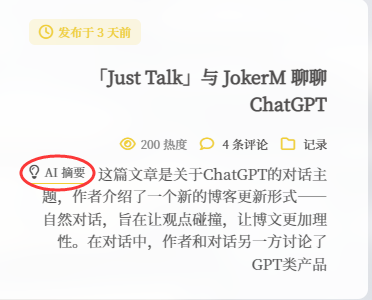 发布于 3 天前
「Just Talk」与 JokerM 聊聊
ChatGPT
200 热度 4 条评论 记录
AI 摘要 这篇文章是关于ChatGPT的对话主
题，作者介绍了一个新的博客更新形式——
自然对话，旨在让观点碰撞，让博文更加理
性。在对话中，作者和对话另一方讨论了
GPT类产品